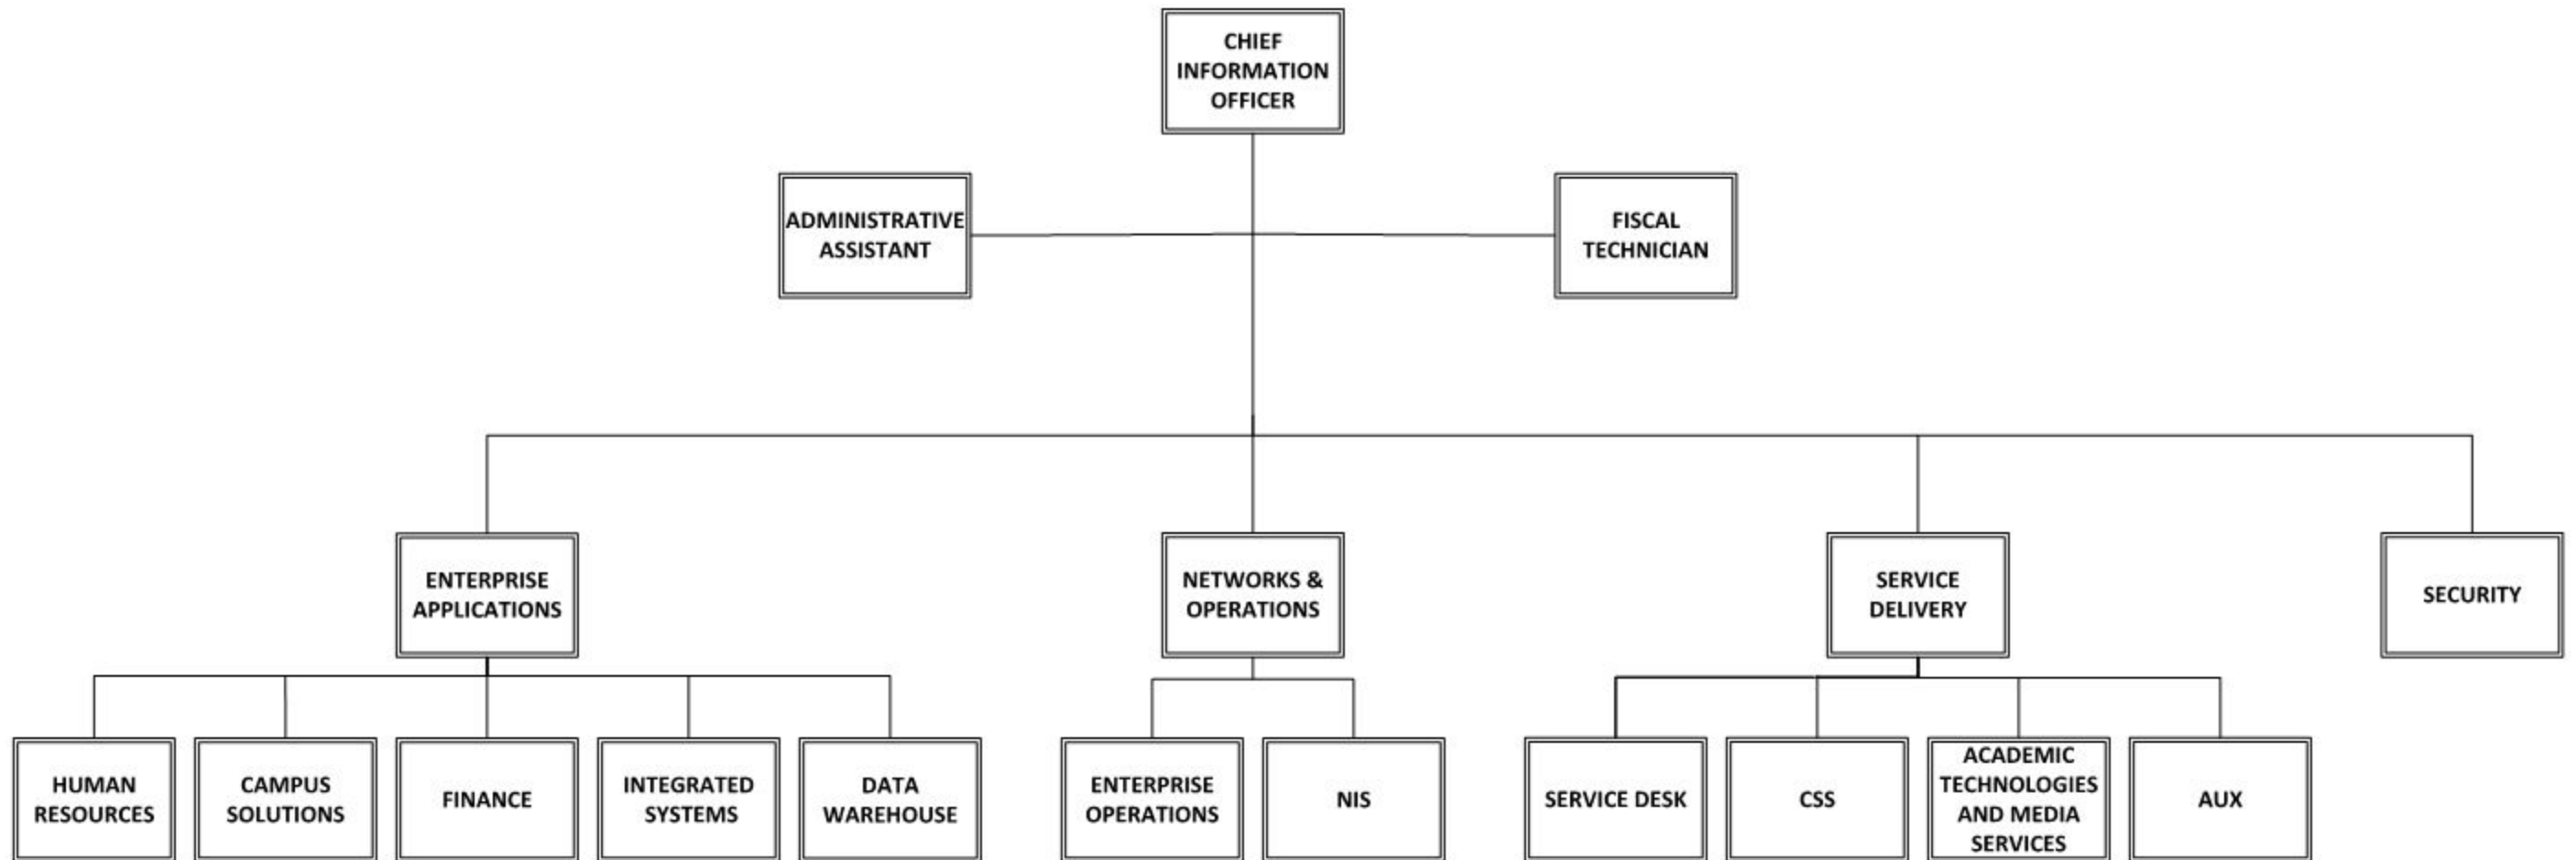 CHIEF
INFORMATION
OFFICER
ADMINISTRATIVE
ASSISTANT
FISCAL
TECHNICIAN
ENTERPRISE
APPLICATIONS
NETWORKS &
OPERATIONS
SERVICE
DELIVERY
SECURITY
HUMAN
RESOURCES
CAMPUS
SOLUTIONS
FINANCE
INTEGRATED
SYSTEMS
DATA
WAREHOUSE
ENTERPRISE
OPERATIONS
NIS
SERVICE DESK
CSS
ACADEMIC
TECHNOLOGIES
AND MEDIA
SERVICES
AUX